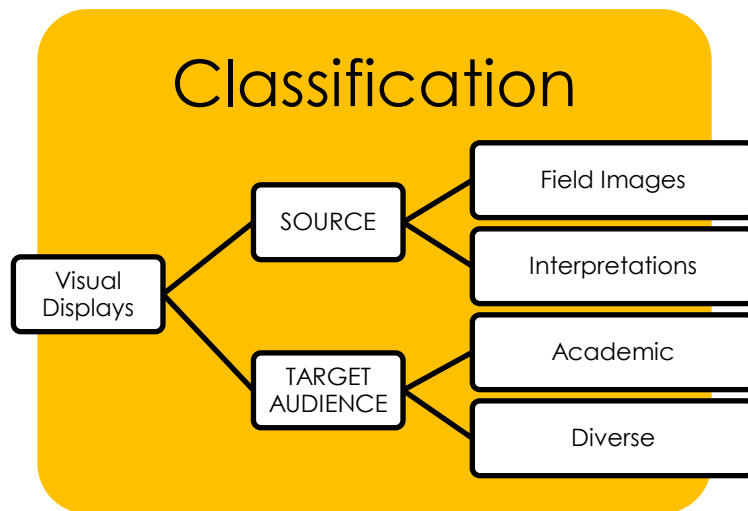 Classification
Visual
Displays
SOURCE
Field Images
Interpretations
TARGET
AUDIENCE
Academic
Diverse